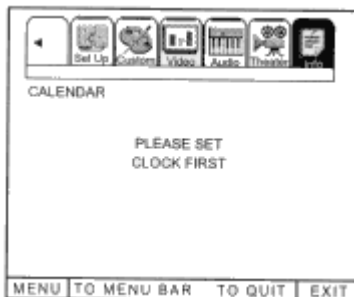 Set Up Custom Video Audio Theater Info
CALENDAR
PLEASE SET
CLOCK FIRST
MENU TO MENU BAR TO QUIT EXIT